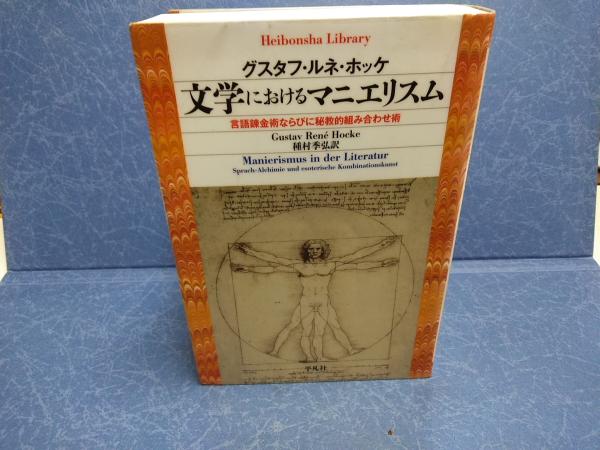 Heibonsha Library
グスタフ・ルネ・ホッケ
文学におけるマニエリスム
言語錬金術ならびに秘教的組み合わせ術
Gustav René Hocke
種村季弘訳
Manierismus in der Literatur
Sprach-Alchimie und esoterische Kombinationskunst
平凡社